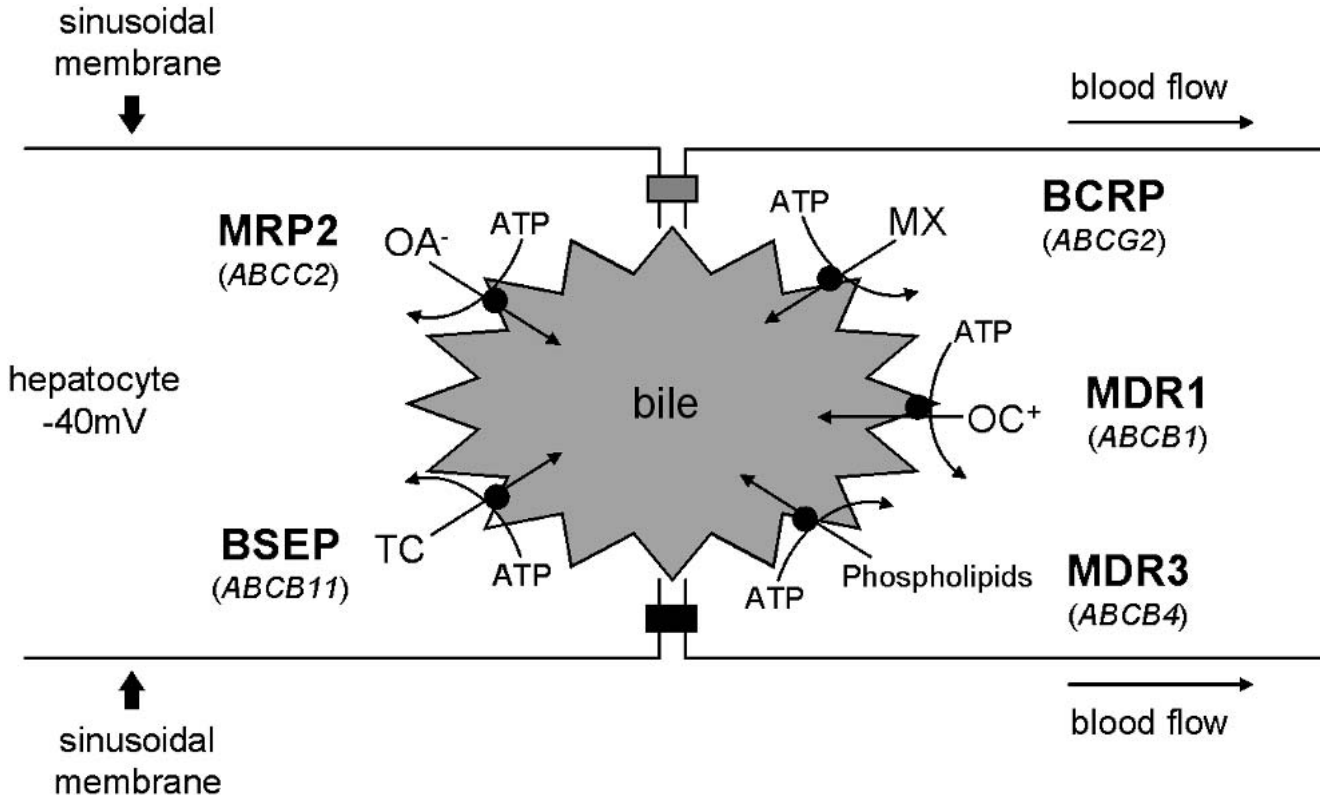 sinusoidal
membrane
blood flow
MRP2
(ABCC2)
OA-
ATP
ATP
MX
BCRP
(ABCG2)
hepatocyte
-40mV
bile
ATP
OC+
MDR1
(ABCB1)
BSEP
(ABCB11)
TC
ATP
ATP
Phospholipids
MDR3
(ABCB4)
sinusoidal
membrane
blood flow